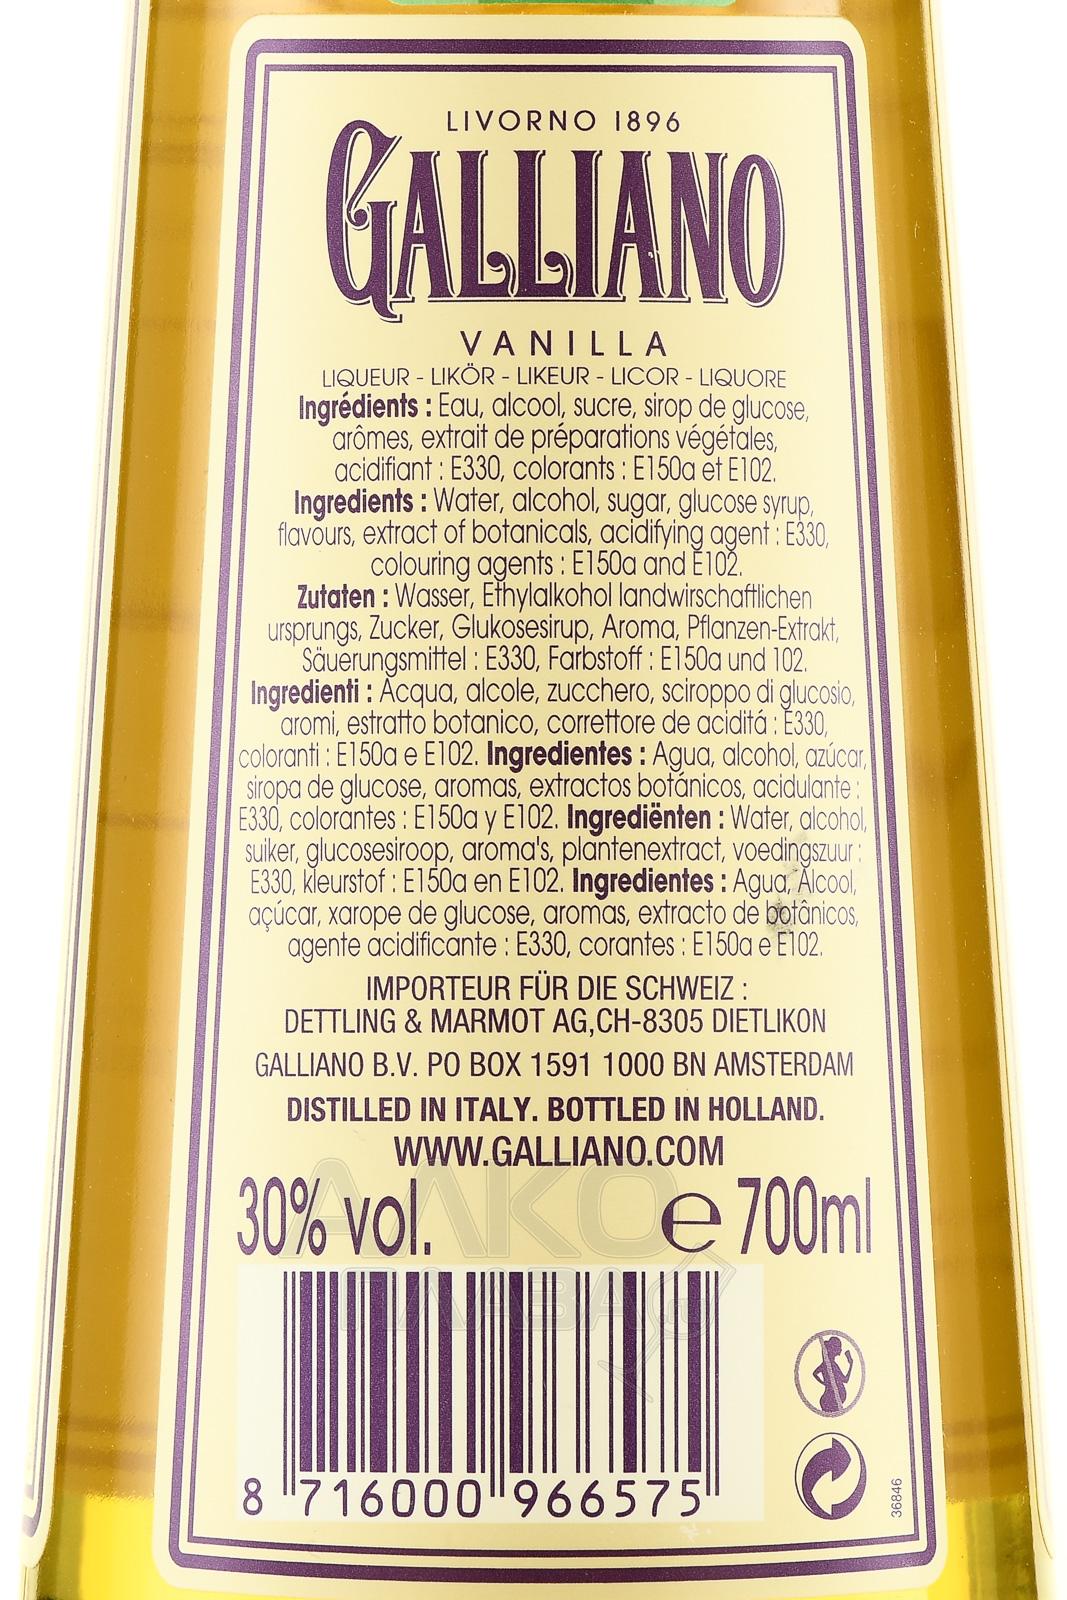 LIVORNO 1896
GALLIANO
VANILLA
LIQUEUR - LIKÖR - LIKEUR - LICOR - LIQUORE
Ingrédients : Eau, alcool, sucre, sirop de glucose,
arômes, extrait de préparations végétales,
acidifiant : E330, colorants : E150a et E102.
Ingredients : Water, alcohol, sugar, glucose syrup,
flavours, extract of botanicals, acidifying agent : E330,
colouring agents : E150a and E102.
Zutaten : Wasser, Ethylalkohol landwirschaftlichen
ursprungs, Zucker, Glukosesirup, Aroma, Pflanzen-Extrakt,
Säuerungsmittel : E330, Farbstoff : E150a und 102.
Ingredienti : Acqua, alcole, zucchero, sciroppo di glucosio,
aromi, estratto botanico, correttore de aciditá : E330,
coloranti : E150a e E102. Ingredientes : Agua, alcohol, azúcar,
siropa de glucose, aromas, extractos botánicos, acidulante :
E330, colorantes : E150a y E102. Ingrediënten : Water, alcohol,
suiker, glucosesiroop, aroma's, plantenextract, voedingszuur :
E330, kleurstof : E150a en E102. Ingredientes : Agua, Alcool,
açúcar, xarope de glucose, aromas, extracto de botânicos,
agente acidificante : E330, corantes : E150a e E102.
IMPORTEUR FÜR DIE SCHWEIZ :
DETTLING & MARMOT AG,CH-8305 DIETLIKON
GALLIANO B.V. PO BOX 1591 1000 BN AMSTERDAM
DISTILLED IN ITALY. BOTTLED IN HOLLAND.
WWW.GALLIANO.COM
30% vol. e 700ml
АЛКО
ПЛАВА.ru
8 716000 966575
36846